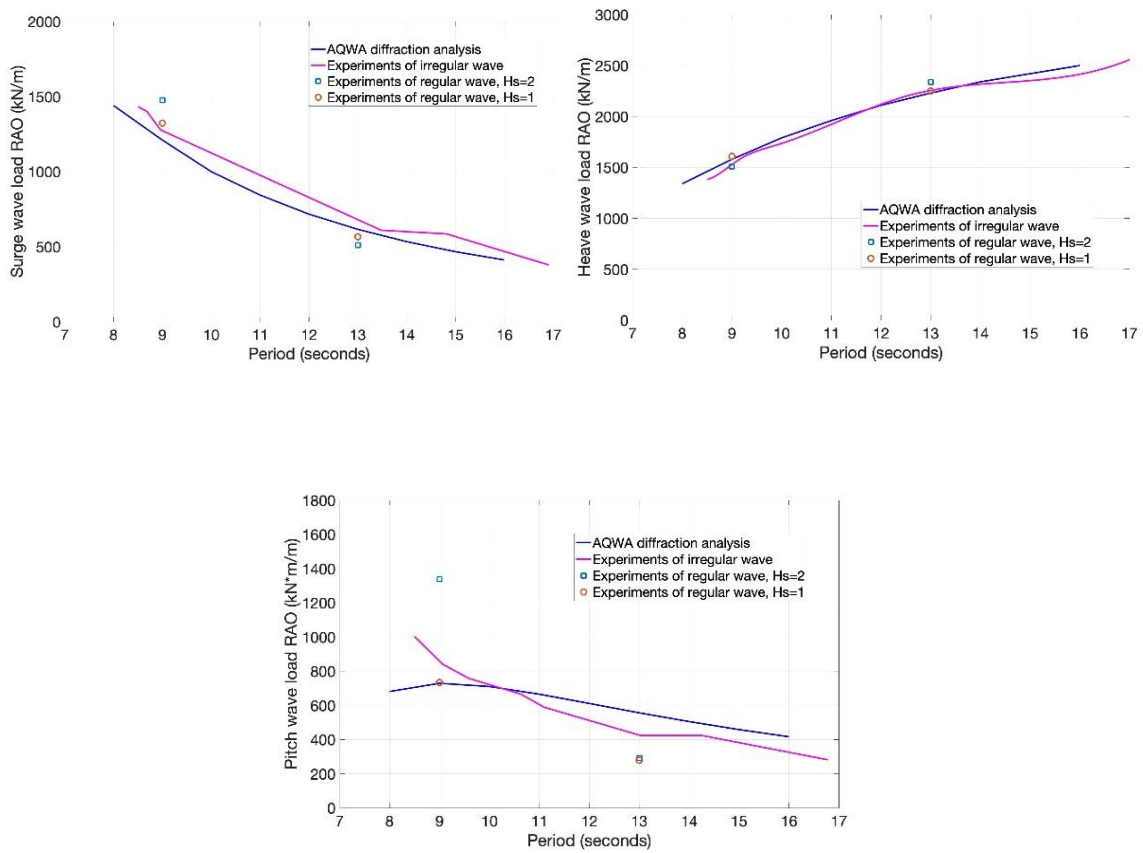 2000
1500
1000
500
0
Surge wave load RAO (kN/m)
AQWA diffraction analysis
Experiments of irregular wave
Experiments of regular wave, Hs=2
Experiments of regular wave, Hs=1
7 8 9 10 11 12 13 14 15 16 17
Period (seconds)
3000
2500
2000
1500
1000
500
0
Heave wave load RAO (kN/m)
AQWA diffraction analysis
Experiments of irregular wave
Experiments of regular wave, Hs=2
Experiments of regular wave, Hs=1
7 8 9 10 11 12 13 14 15 16 17
Period (seconds)
1800
1600
1400
1200
1000
800
600
400
200
0
Pitch wave load RAO (kN*m/m)
AQWA diffraction analysis
Experiments of irregular wave
Experiments of regular wave, Hs=2
Experiments of regular wave, Hs=1
7 8 9 10 11 12 13 14 15 16 17
Period (seconds)